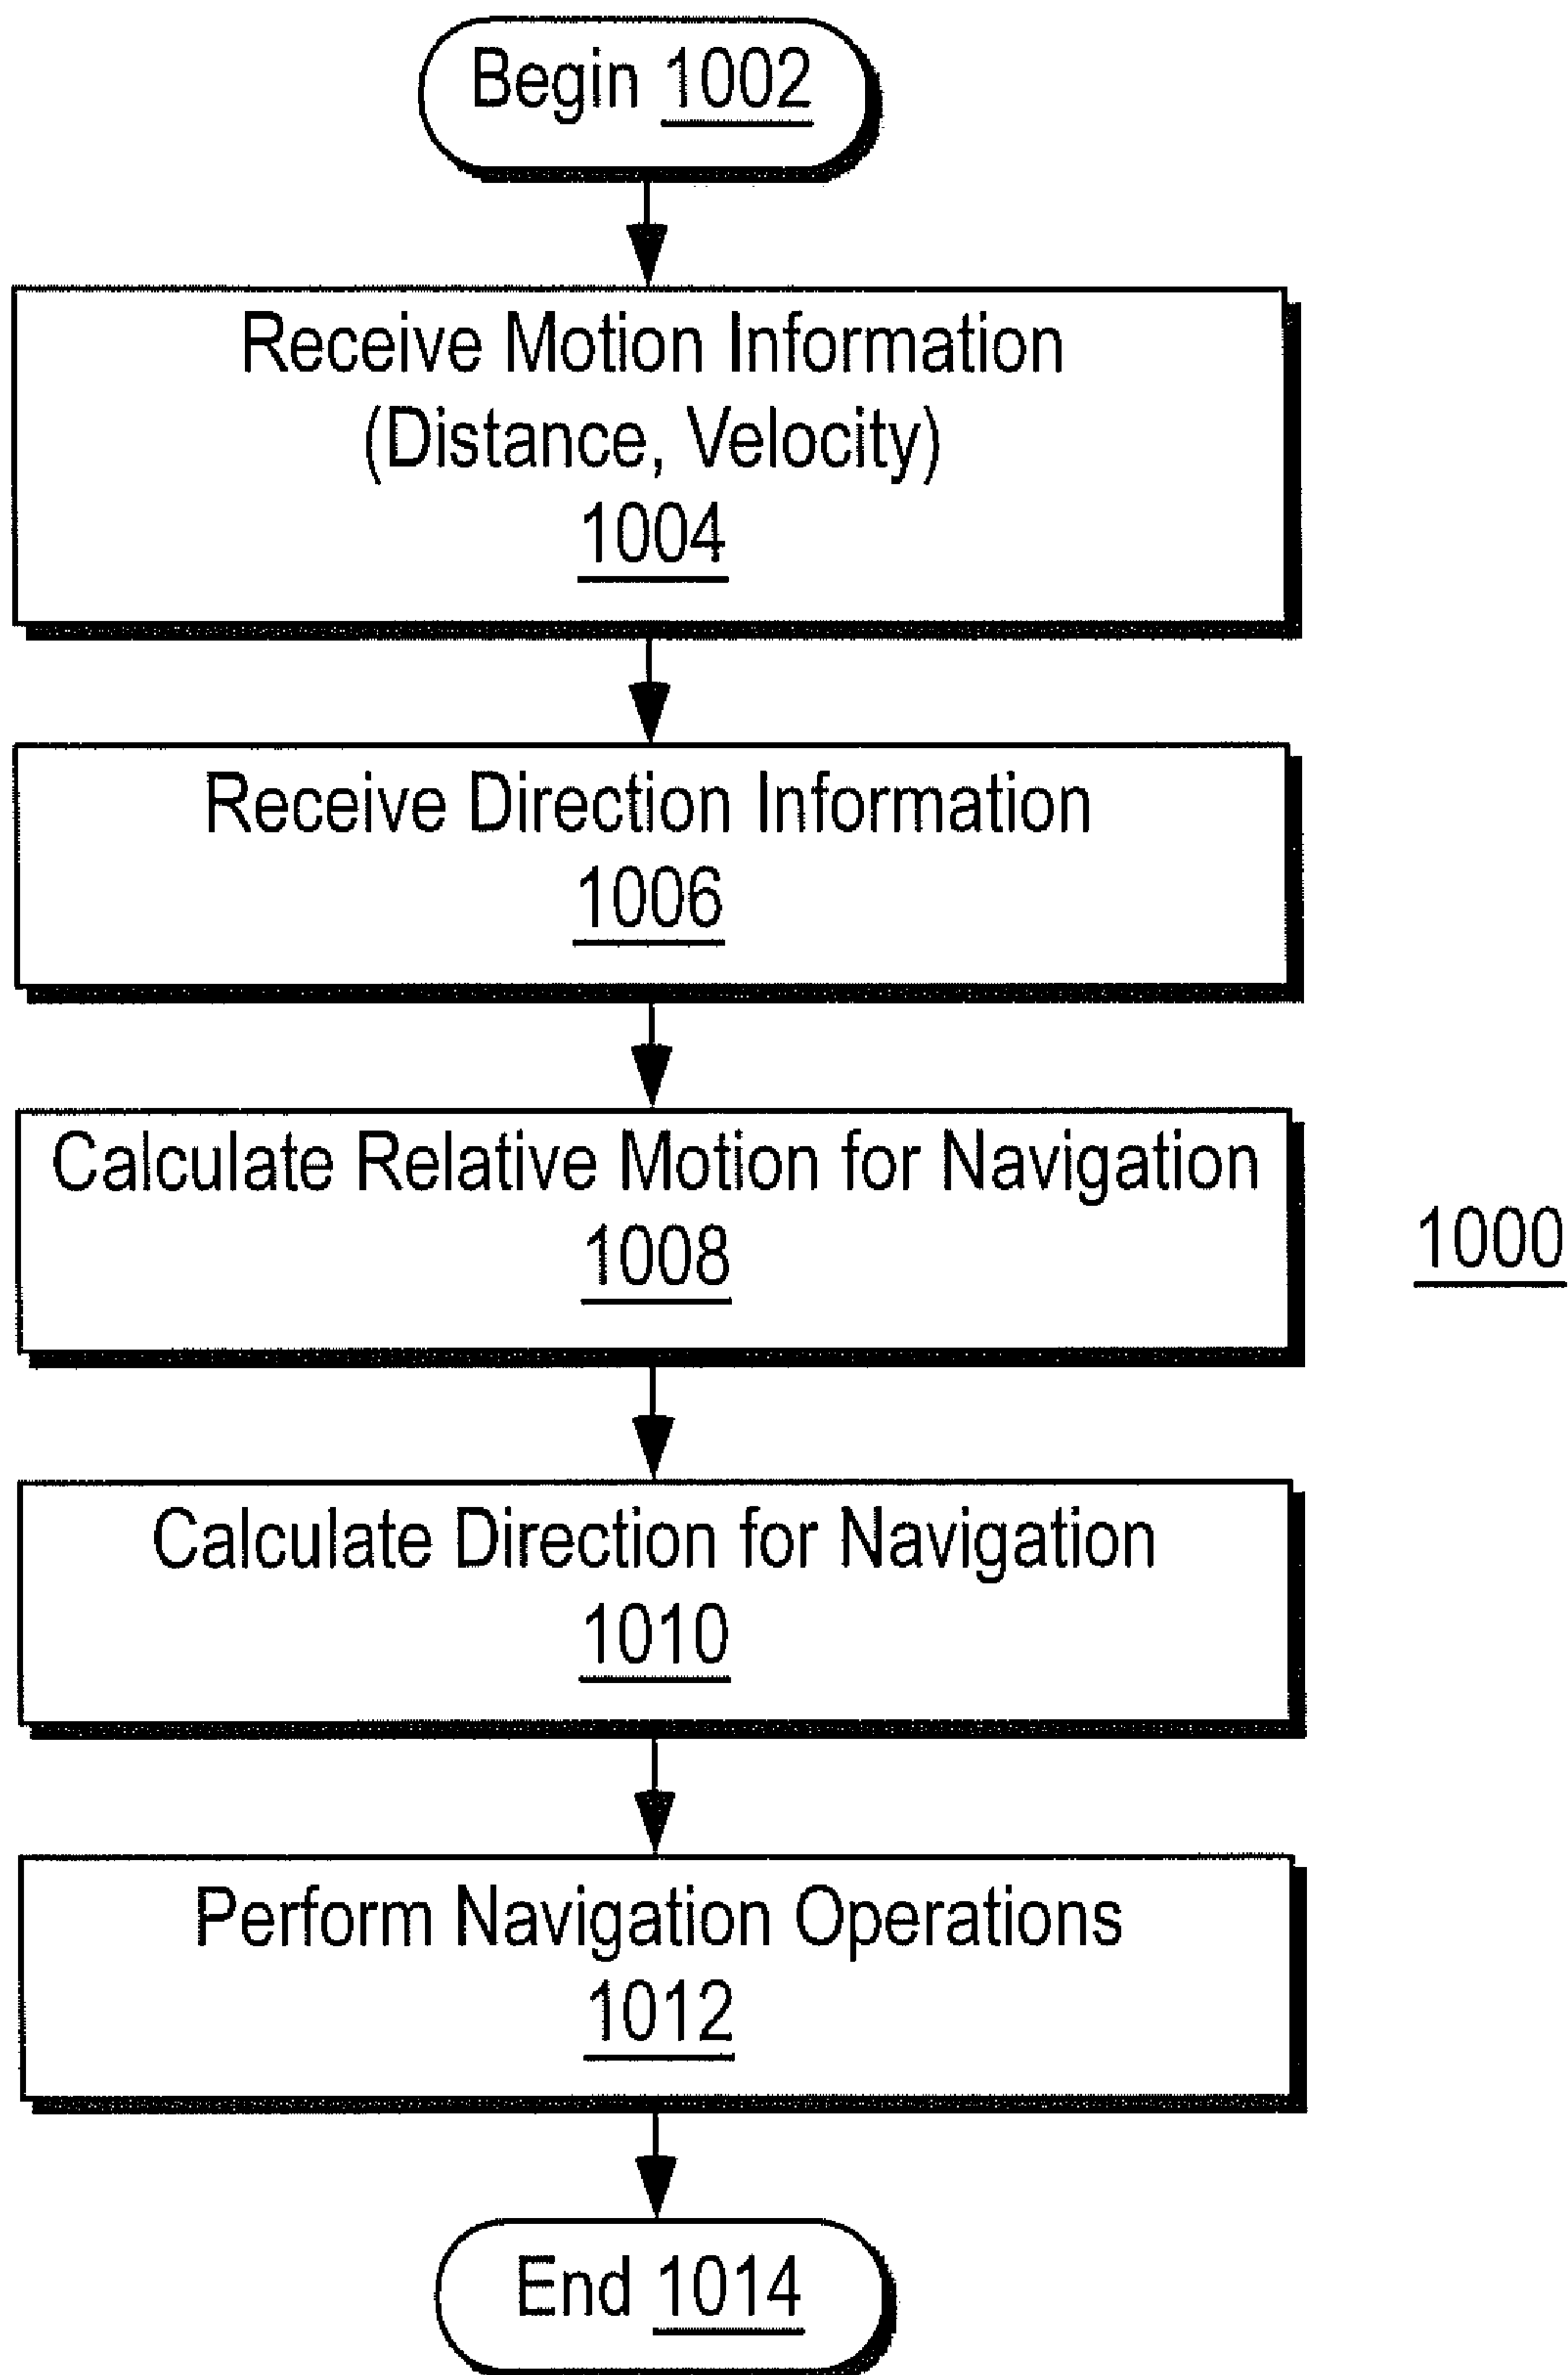 Begin 1002
Receive Motion Information
(Distance, Velocity)
1004
Receive Direction Information
1006
Calculate Relative Motion for Navigation
1008
1000
Calculate Direction for Navigation
1010
Perform Navigation Operations
1012
End 1014